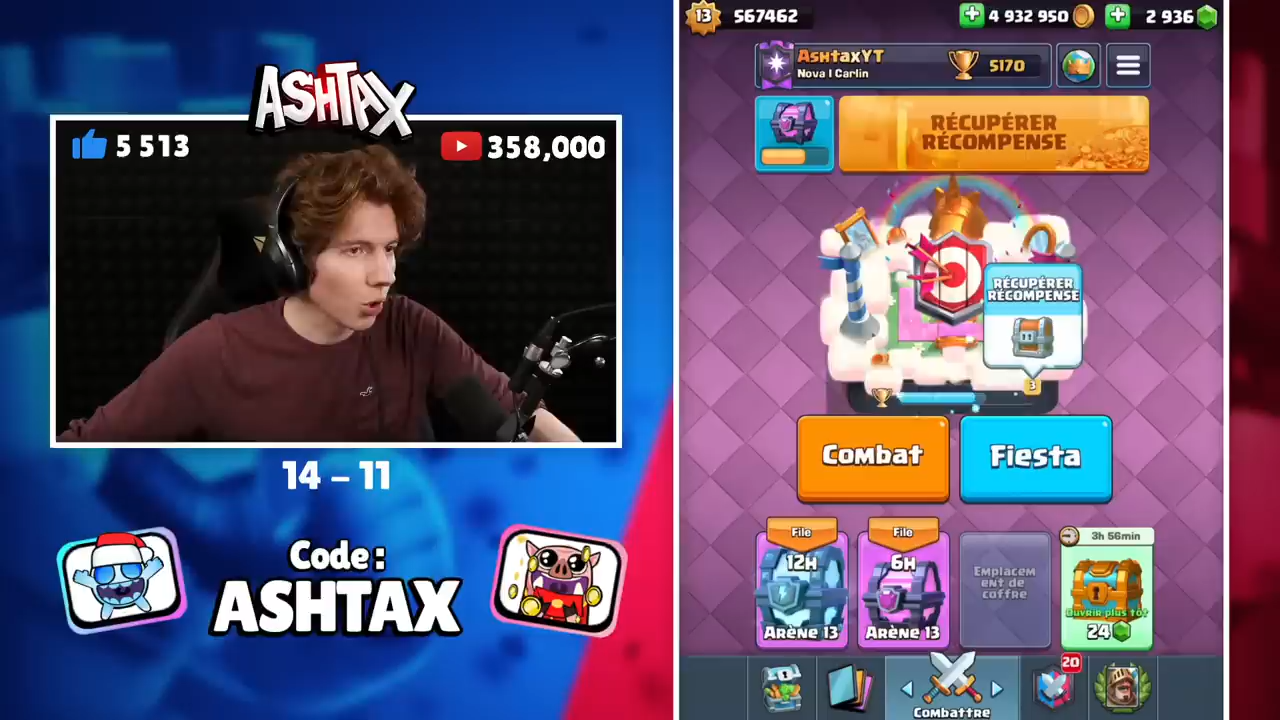 ASHTAX
5 513
358,000
14 – 11
Code :
ASHTAX
13
567462
4 932 950
2 936
AshtaxYT
Nova I Carlin
5170
RÉCUPÉRER
RÉCOMPENSE
RÉCUPÉRER
RÉCOMPENSE
3
Combat
Fiesta
File
12H
Arène 13
File
6H
Arène 13
Emplacem
ent de
coffre
3h 56min
Ouvrir plus tôt
24
20
Combattre